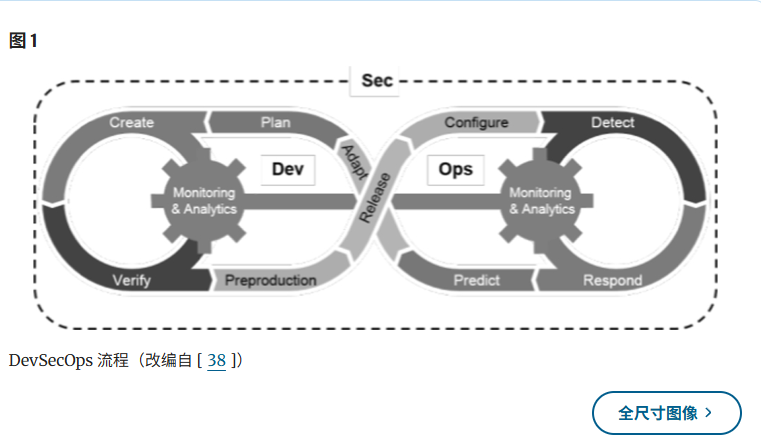 图 1
Sec
Create
Plan
Adapt
Configure
Detect
Dev
Ops
Monitoring
& Analytics
Release
Monitoring
& Analytics
Verify
Preproduction
Predict
Respond
DevSecOps 流程（改编自 [ 38 ]）
全尺寸图像